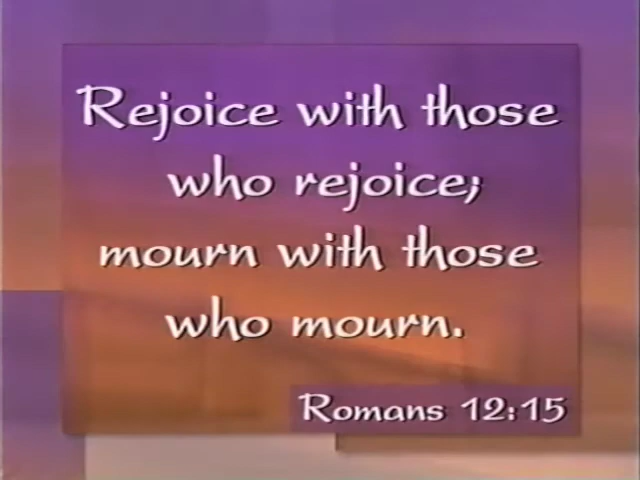 Rejoice with those
who rejoice;
mourn with those
who mourn.
Romans 12:15